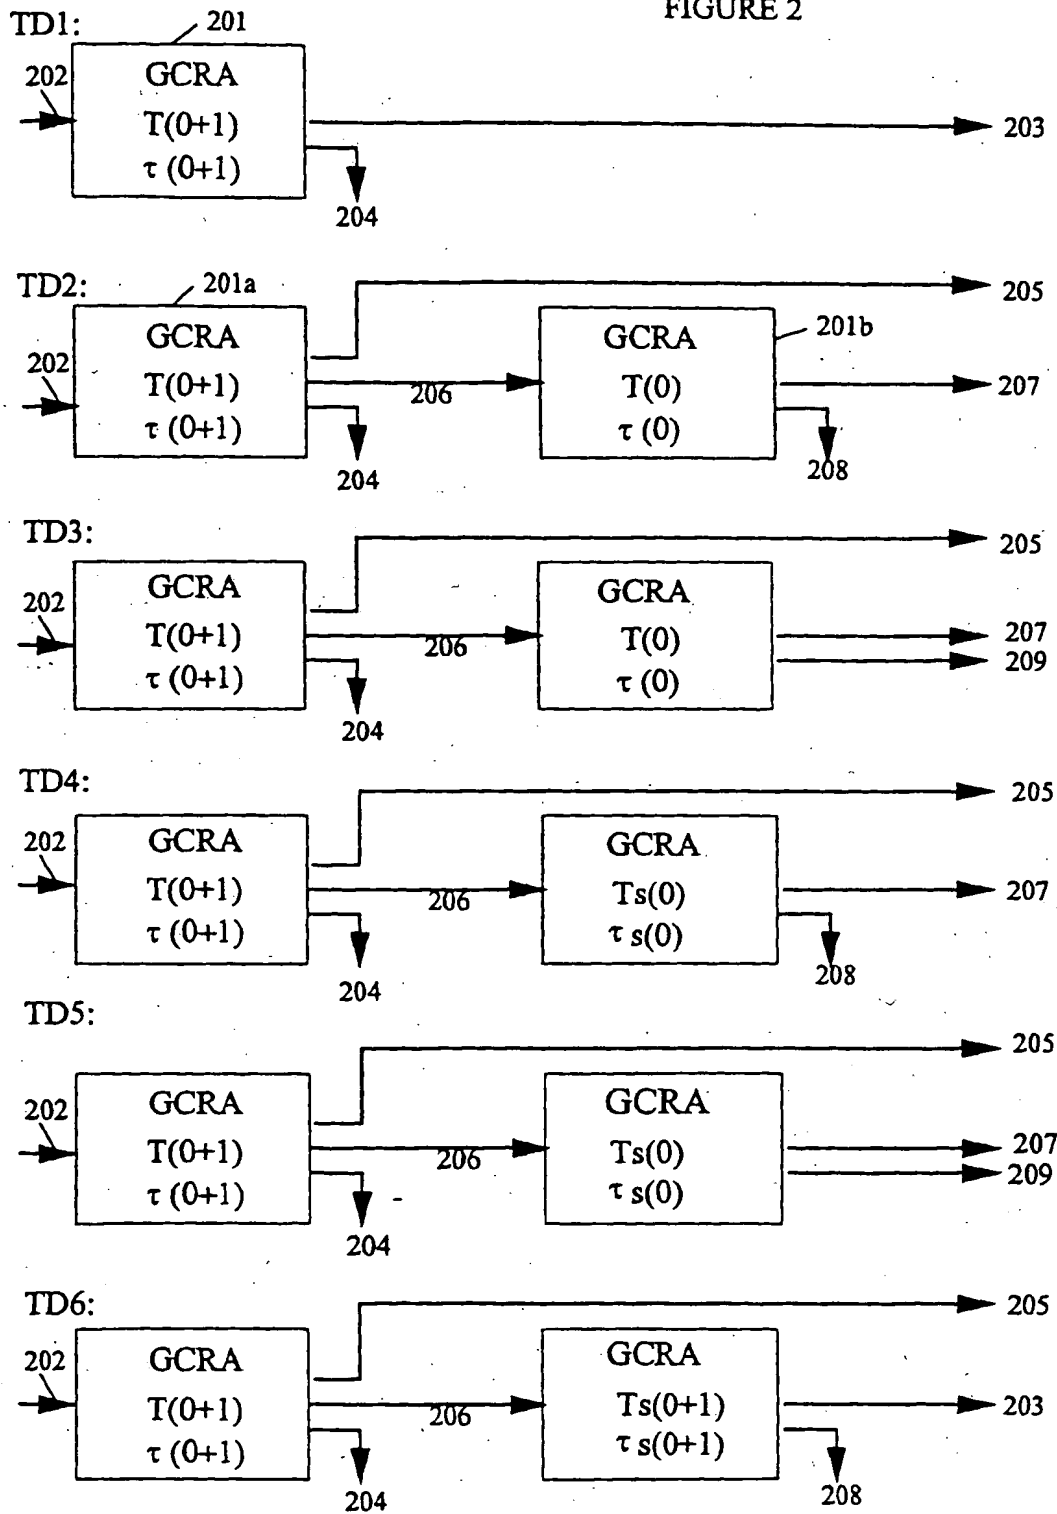 FIGURE 2
TD1:
201
202
GCRA
T(0+1)
τ (0+1)
203
204
TD2:
201a
205
202
GCRA
T(0+1)
τ (0+1)
206
GCRA
T(0)
τ (0)
201b
207
204
208
TD3:
205
202
GCRA
T(0+1)
τ (0+1)
206
GCRA
T(0)
τ (0)
207
209
204
TD4:
205
202
GCRA
T(0+1)
τ (0+1)
206
GCRA
Ts(0)
τ s(0)
207
204
208
TD5:
205
202
GCRA
T(0+1)
τ (0+1)
206
GCRA
Ts(0)
τ s(0)
207
209
204
TD6:
205
202
GCRA
T(0+1)
τ (0+1)
206
GCRA
Ts(0+1)
τ s(0+1)
203
204
208